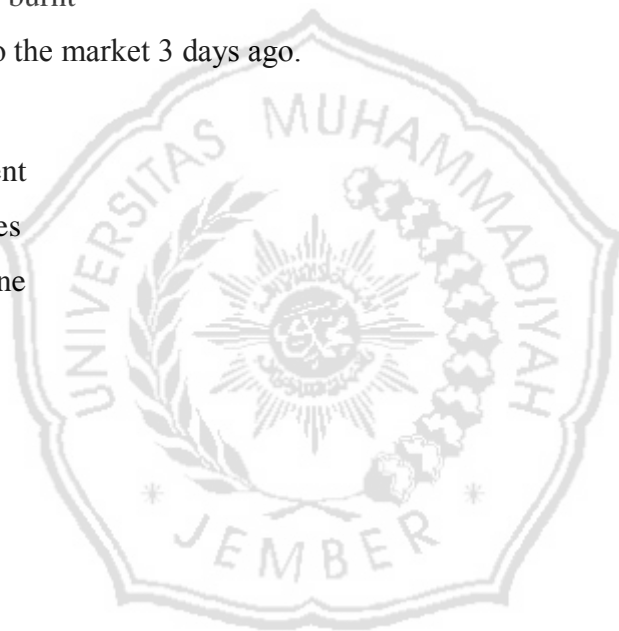 burnt
o the market 3 days ago.
ent
es
ne
UNIVERSITAS MUHAMMADIYAH
JEMBER